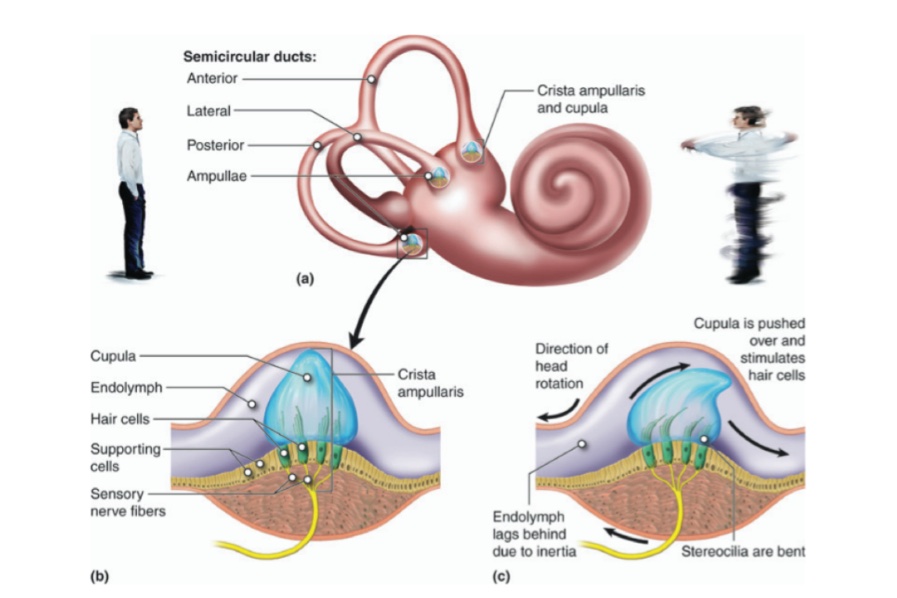 Semicircular ducts:
Anterior
Lateral
Posterior
Ampullae
Crista ampullaris
and cupula
(a)
Cupula
Endolymph
Hair cells
Supporting
cells
Sensory
nerve fibers
Crista
ampullaris
(b)
Direction of
head
rotation
Cupula is pushed
over and
stimulates
hair cells
Endolymph
lags behind
due to inertia
Stereocilia are bent
(c)